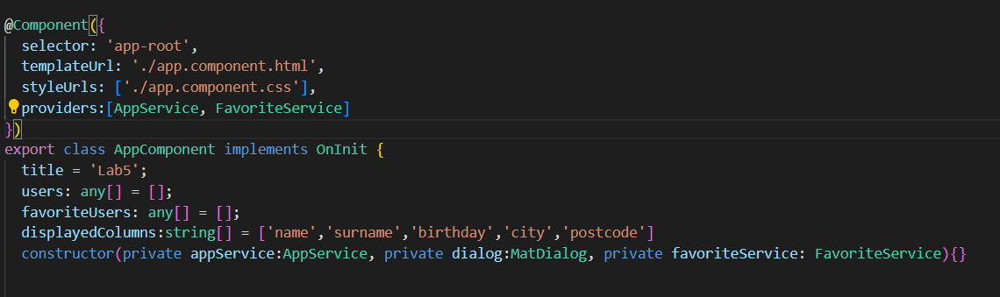 @Component({
  selector: 'app-root',
  templateUrl: './app.component.html',
  styleUrls: ['./app.component.css'],
  providers:[AppService, FavoriteService]
})
export class AppComponent implements OnInit {
  title = 'Lab5';
  users: any[] = [];
  favoriteUsers: any[] = [];
  displayedColumns:string[] = ['name','surname','birthday','city','postcode']
  constructor(private appService:AppService, private dialog:MatDialog, private favoriteService: FavoriteService){}